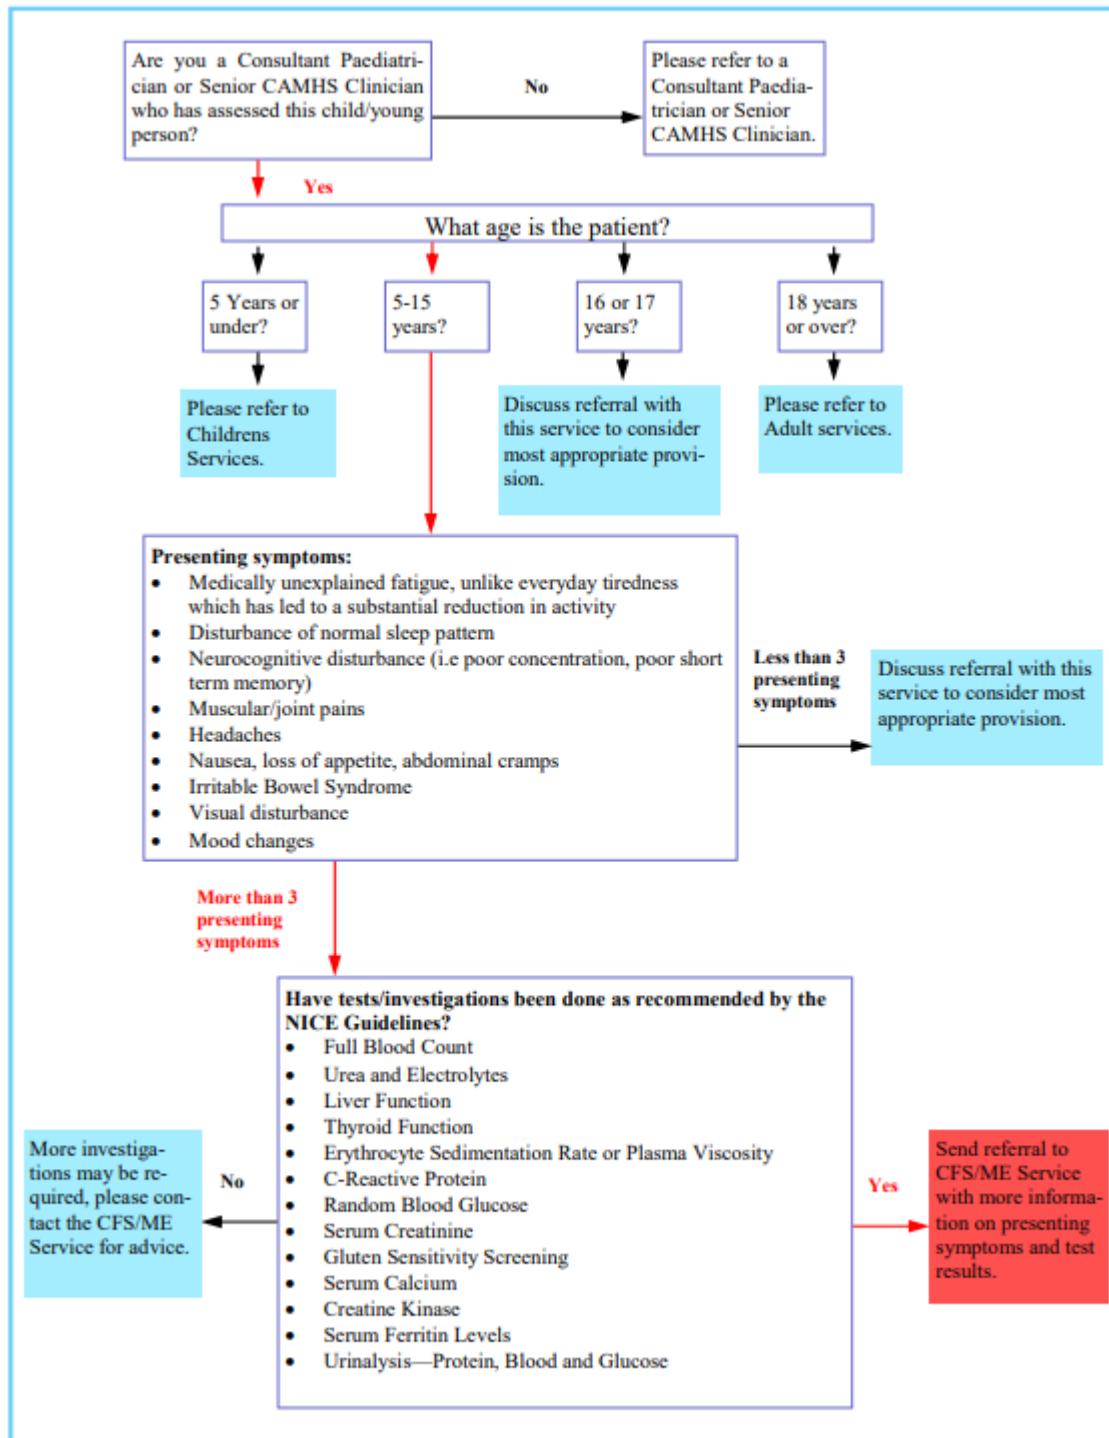 Are you a Consultant Paediatri-
cian or Senior CAMHS Clinician
who has assessed this child/young
person?
No
Please refer to a
Consultant Paedia-
trician or Senior
CAMHS Clinician.
Yes
What age is the patient?
5 Years or
under?
5-15
years?
16 or 17
years?
18 years
or over?
Please refer to
Childrens
Services.
Discuss referral with
this service to consider
most appropriate provi-
sion.
Please refer to
Adult services.
Presenting symptoms:
• Medically unexplained fatigue, unlike everyday tiredness
which has led to a substantial reduction in activity
• Disturbance of normal sleep pattern
• Neurocognitive disturbance (i.e poor concentration, poor short
term memory)
• Muscular/joint pains
• Headaches
• Nausea, loss of appetite, abdominal cramps
• Irritable Bowel Syndrome
• Visual disturbance
• Mood changes
Less than 3
presenting
symptoms
Discuss referral with this
service to consider most
appropriate provision.
More than 3
presenting
symptoms
Have tests/investigations been done as recommended by the
NICE Guidelines?
• Full Blood Count
• Urea and Electrolytes
• Liver Function
• Thyroid Function
• Erythrocyte Sedimentation Rate or Plasma Viscosity
• C-Reactive Protein
• Random Blood Glucose
• Serum Creatinine
• Gluten Sensitivity Screening
• Serum Calcium
• Creatine Kinase
• Serum Ferritin Levels
• Urinalysis—Protein, Blood and Glucose
No
More investiga-
tions may be re-
quired, please con-
tact the CFS/ME
Service for advice.
Yes
Send referral to
CFS/ME Service
with more informa-
tion on presenting
symptoms and test
results.